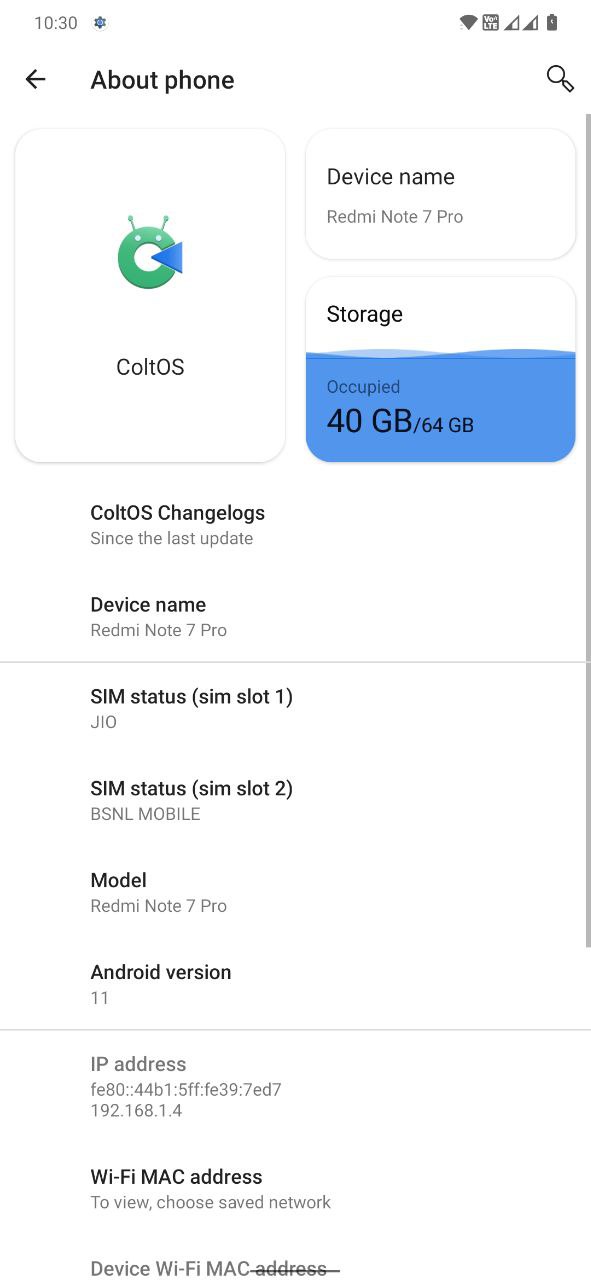 10:30
Vo
LTE
About phone
ColtOS
Device name
Redmi Note 7 Pro
Storage
Occupied
40 GB/64 GB
ColtOS Changelogs
Since the last update
Device name
Redmi Note 7 Pro
SIM status (sim slot 1)
JIO
SIM status (sim slot 2)
BSNL MOBILE
Model
Redmi Note 7 Pro
Android version
11
IP address
fe80::44b1:5ff:fe39:7ed7
192.168.1.4
Wi-Fi MAC address
To view, choose saved network
Device Wi-Fi MAC address